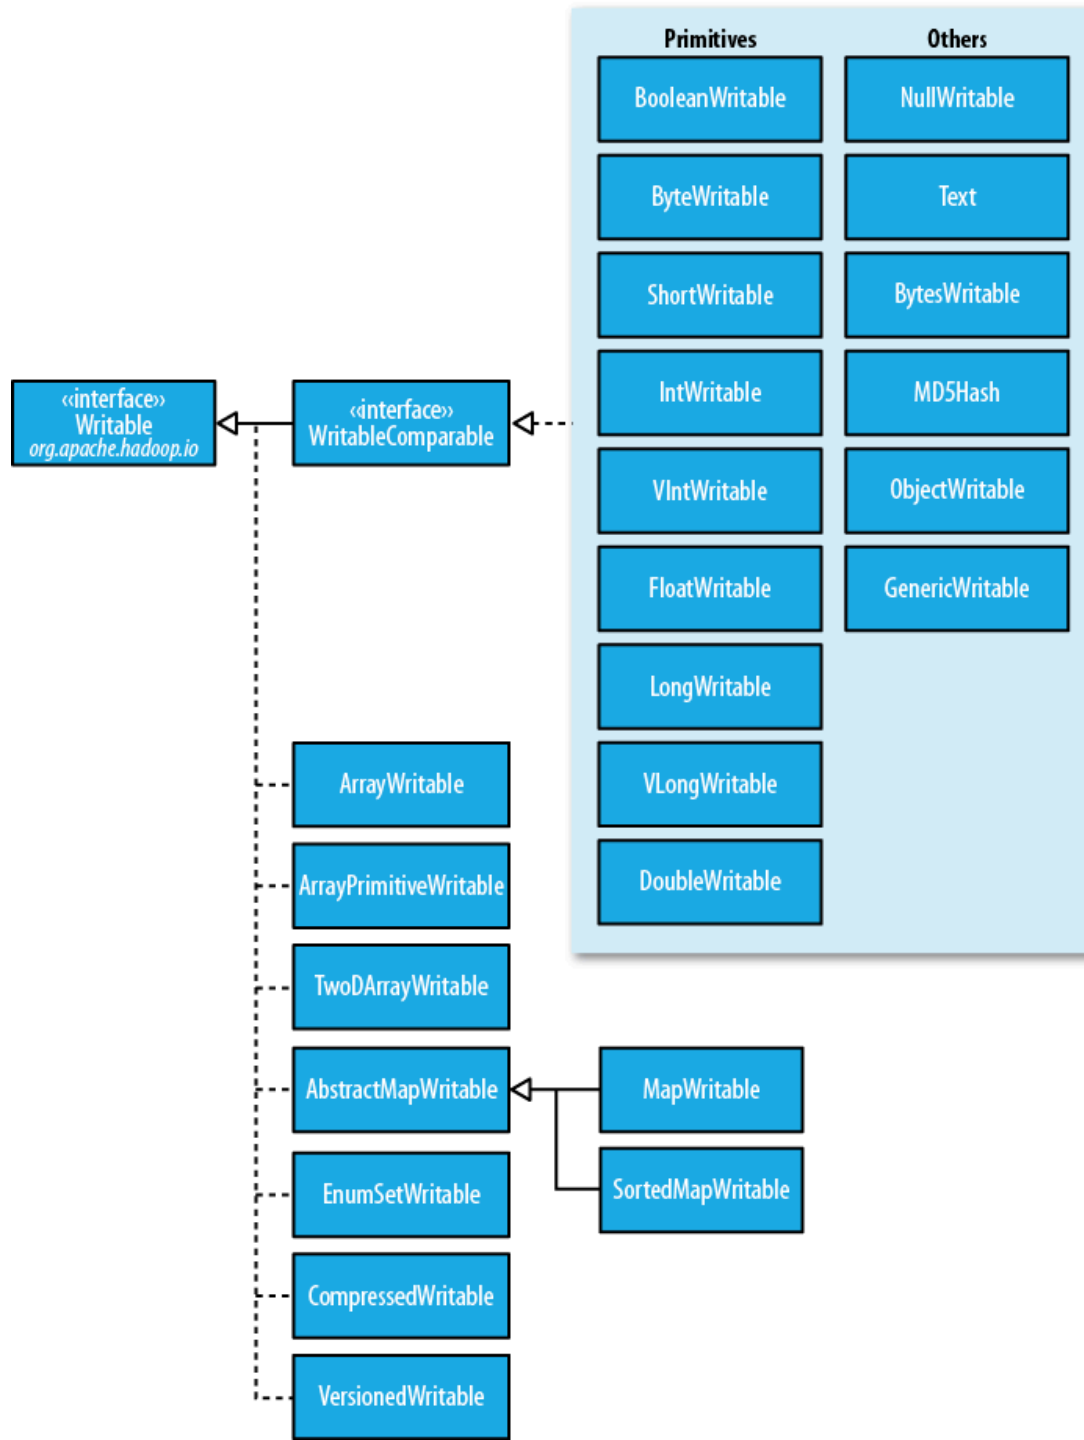 Primitives
Others
BooleanWritable
NullWritable
ByteWritable
Text
ShortWritable
BytesWritable
IntWritable
MD5Hash
VIntWritable
ObjectWritable
FloatWritable
GenericWritable
LongWritable
VLongWritable
DoubleWritable
‹‹interface››
Writable
org.apache.hadoop.io
‹‹interface››
WritableComparable
ArrayWritable
ArrayPrimitiveWritable
TwoDArrayWritable
AbstractMapWritable
MapWritable
EnumSetWritable
SortedMapWritable
CompressedWritable
VersionedWritable